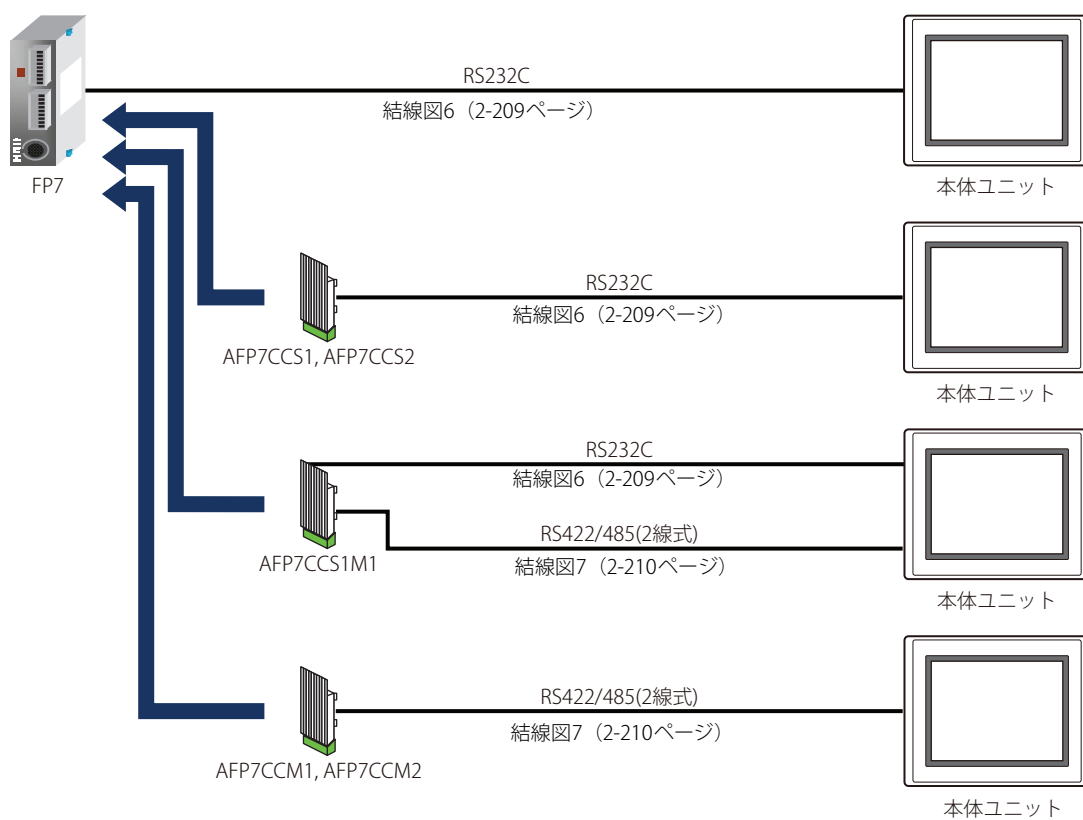 RS232C
結線図6（2-209ページ）
FP7
本体ユニット
RS232C
結線図6（2-209ページ）
AFP7CCS1, AFP7CCS2
本体ユニット
RS232C
結線図6（2-209ページ）
RS422/485(2線式)
結線図7（2-210ページ）
AFP7CCS1M1
本体ユニット
RS422/485(2線式)
結線図7（2-210ページ）
AFP7CCM1, AFP7CCM2
本体ユニット